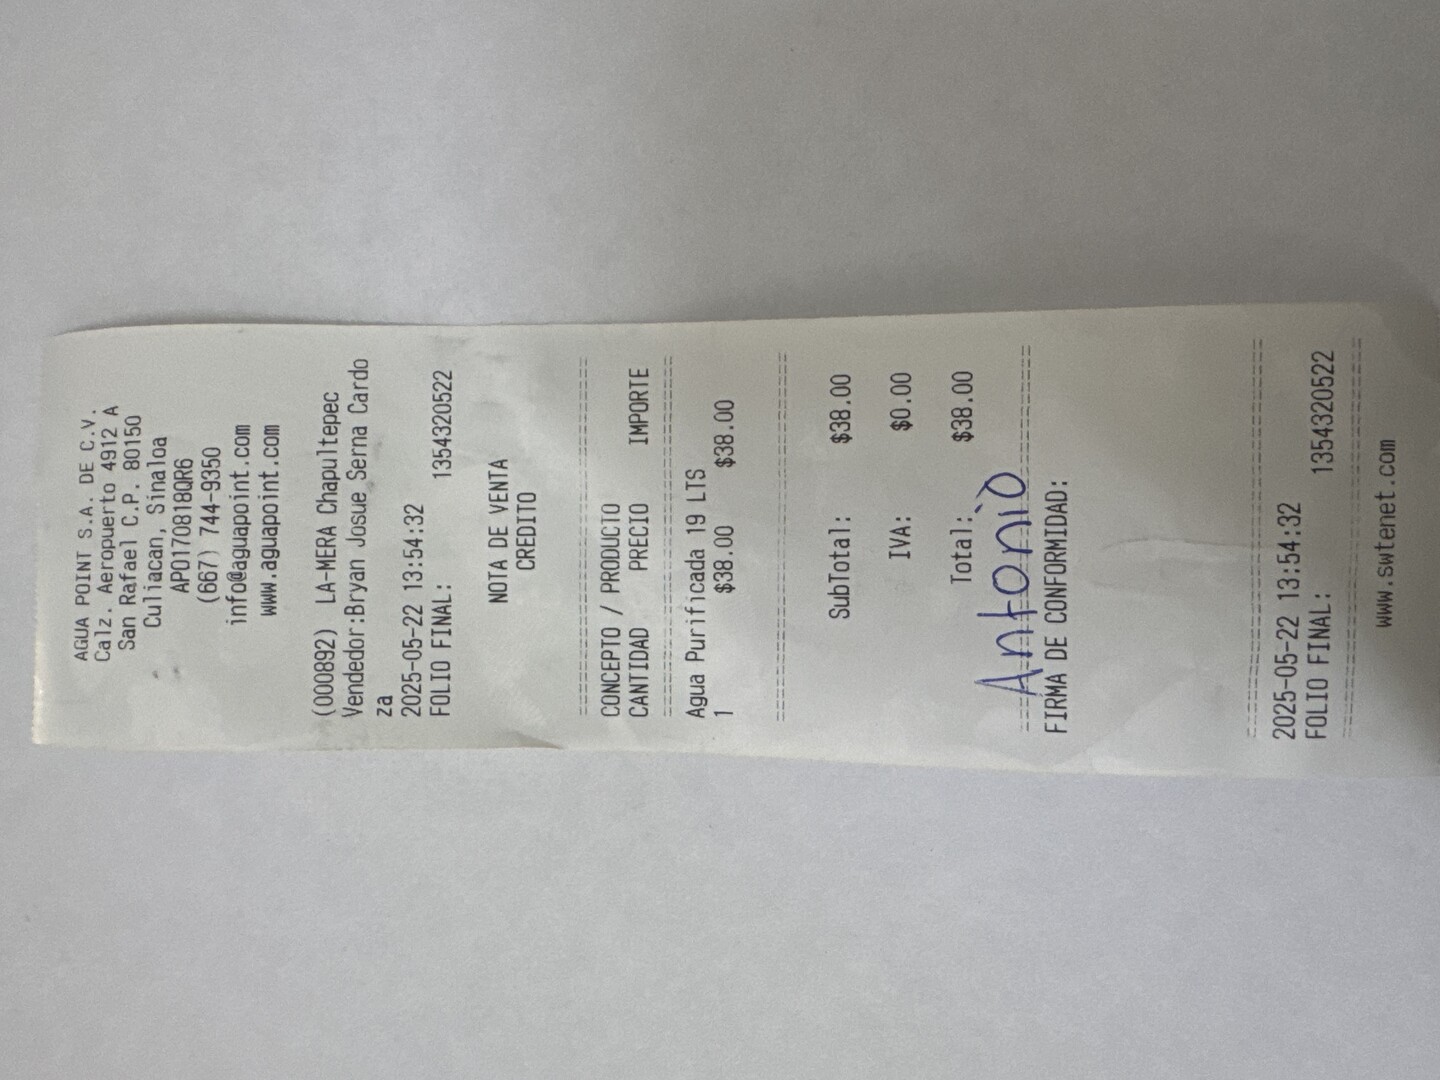 AGUA POINT S.A. DE C.V.
Calz. Aeropuerto 4912 A
San Rafael C.P. 80150
Culiacan, Sinaloa
APO170818QR6
(667) 744-9350
info@aguapoint.com
www.aguapoint.com
(000892) LA-MERA Chapultepec
Vendedor:Bryan Josue Serna Cardo
za
2025-05-22 13:54:32
FOLIO FINAL: 1354320522
NOTA DE VENTA
CREDITO
CONCEPTO / PRODUCTO
CANTIDAD PRECIO IMPORTE
Agua Purificada 19 LTS
1 $38.00 $38.00
SubTotal: $38.00
IVA: $0.00
Total: $38.00
Antonio
FIRMA DE CONFORMIDAD:
2025-05-22 13:54:32
FOLIO FINAL: 1354320522
www.swtenet.com